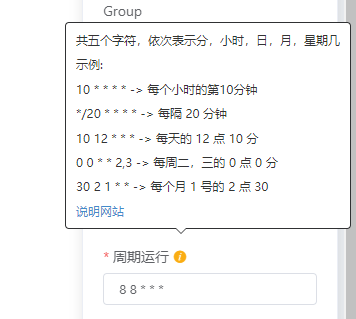 Group
共五个字符，依次表示分，小时，日，月，星期几
示例:
10 * * * * -> 每个小时的第10分钟
*/20 * * * * -> 每隔 20 分钟
10 12 * * * -> 每天的 12 点 10 分
0 0 * * 2,3 -> 每周二，三的 0 点 0 分
30 2 1 * * -> 每个月 1 号的 2 点 30
说明网站
* 周期运行
8 8 * * *